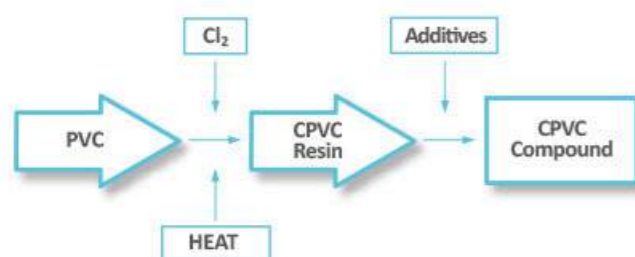 Cl₂
Additives
PVC
CPVC
Resin
CPVC
Compound
HEAT